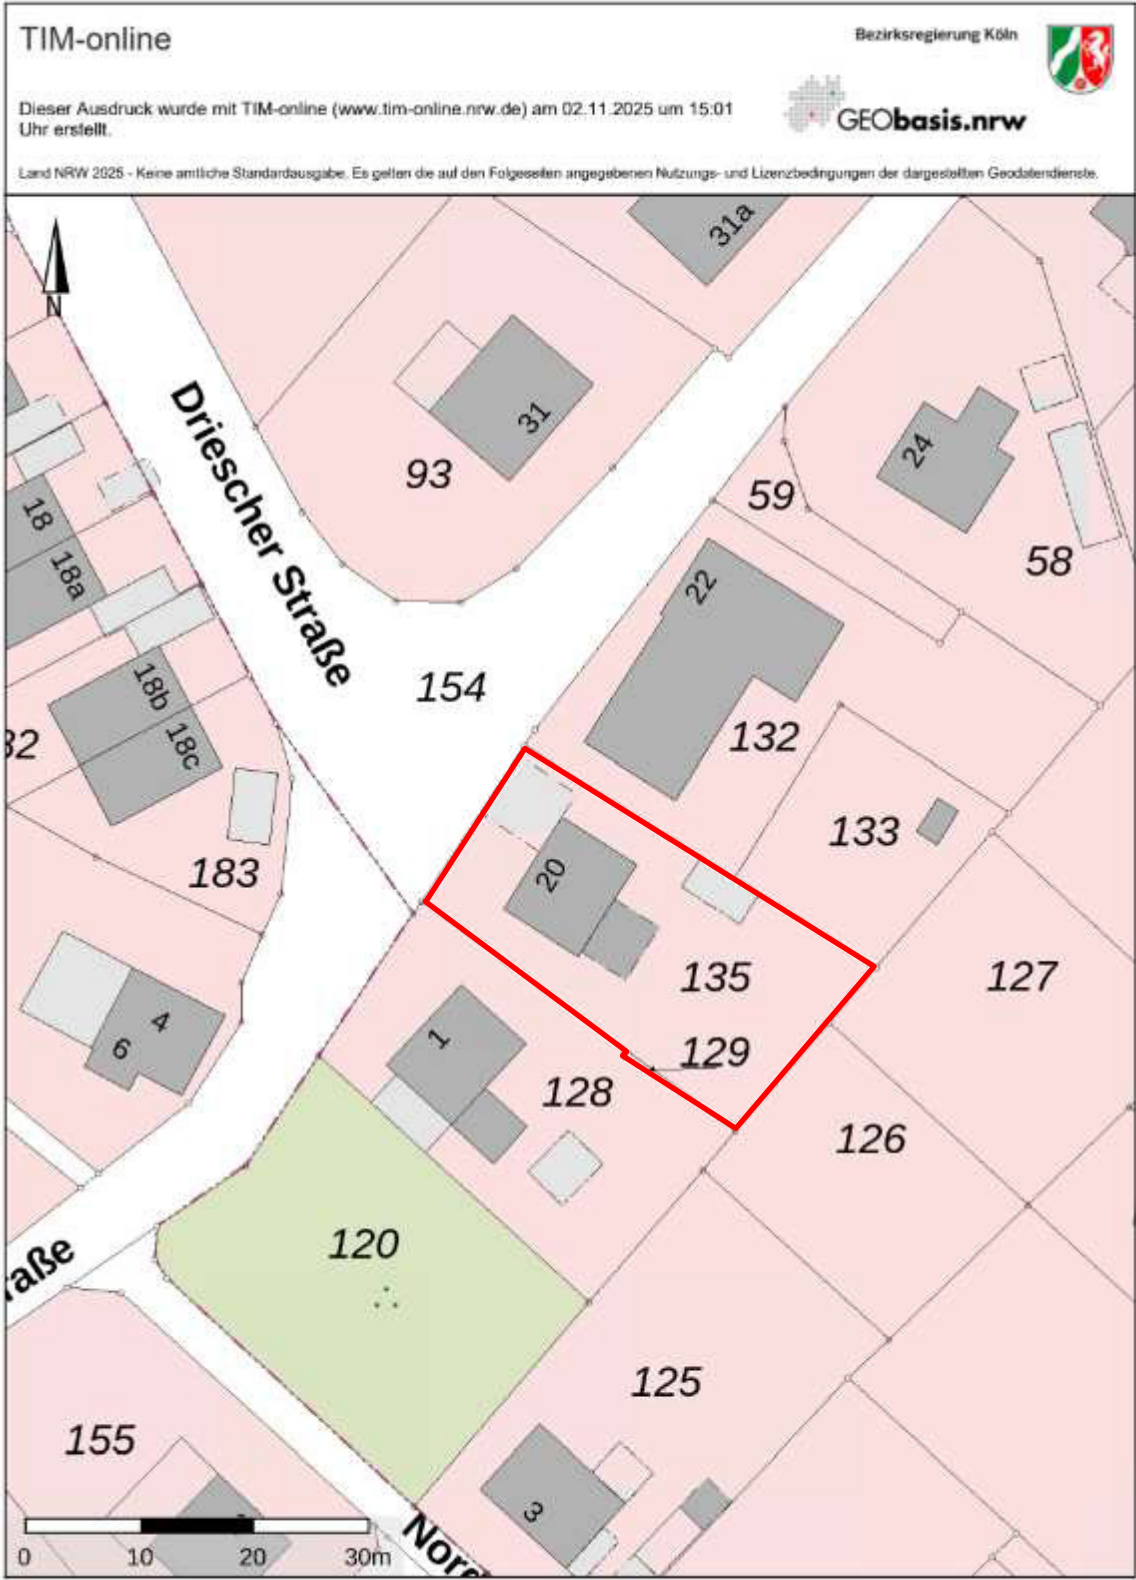 TIM-online
Bezirksregierung Köln
Dieser Ausdruck wurde mit TIM-online (www.tim-online.nrw.de) am 02.11.2025 um 15:01
Uhr erstellt.
GEObasis.nrw
Land NRW 2025 - Keine amtliche Standardausgabe. Es gelten die auf den Folgeseiten angegebenen Nutzungs- und Lizenzbedingungen der dargestellten Geodatendienste.
31a
N
31
Driescher Straße
93
24
59
18
58
18a
22
154
18b
32
18c
132
133
183
20
135
127
4
6
1
129
128
126
120
raße
125
155
3
Nord
0 10 20 30m